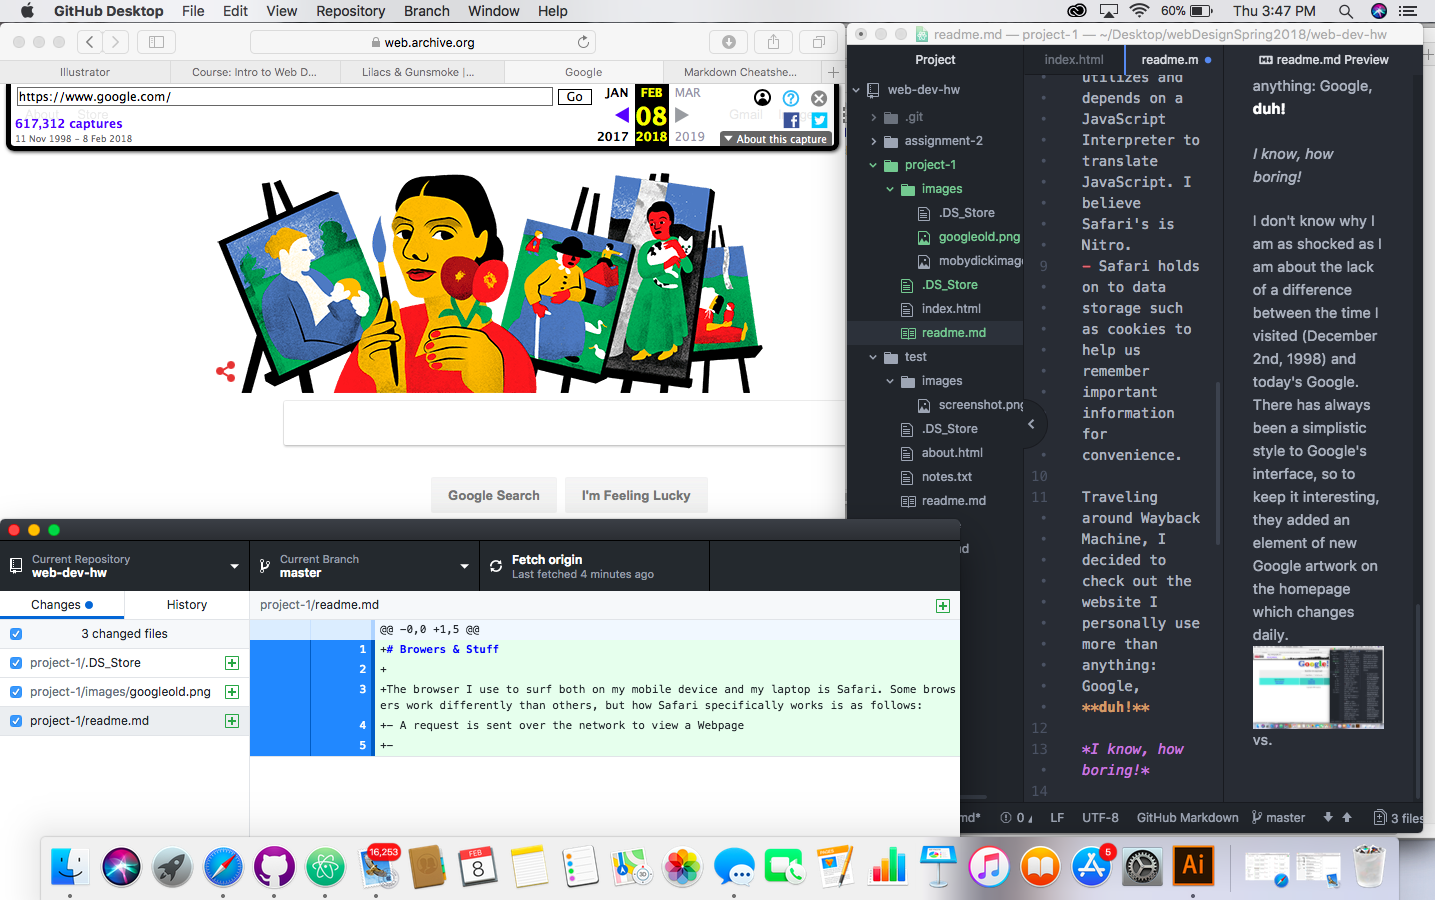 GitHub Desktop File Edit View Repository Branch Window Help 60% Thu 3:47 PM
web.archive.org
Illustrator Course: Intro to Web D... Lilacs & Gunsmoke |... Google Markdown Cheatshe...
https://www.google.com/ Go JAN FEB MAR
617,312 captures 08
11 Nov 1998 – 8 Feb 2018 2017 2018 2019 About this capture
Gmail
Google Search I'm Feeling Lucky
readme.md — project-1 — ~/Desktop/webDesignSpring2018/web-dev-hw
Project index.html readme.m readme.md Preview
web-dev-hw
.git
assignment-2
project-1
images
.DS_Store
googleold.png
mobydickimage
.DS_Store
index.html
readme.md
test
images
screenshot.png
.DS_Store
about.html
notes.txt
readme.md
utilizes and
depends on a
JavaScript
Interpreter to
translate
JavaScript. I
believe
Safari's is
Nitro.
9 – Safari holds
on to data
storage such
as cookies to
help us
remember
important
information
for
convenience.
10
11 Traveling
around Wayback
Machine, I
decided to
check out the
website I
personally use
more than
anything:
Google,
**duh!**
12
13 *I know, how
boring!*
14
anything: Google,
duh!
I know, how
boring!
I don't know why I
am as shocked as I
am about the lack
of a difference
between the time I
visited (December
2nd, 1998) and
today's Google.
There has always
been a simplistic
style to Google's
interface, so to
keep it interesting,
they added an
element of new
Google artwork on
the homepage
which changes
daily.
vs.
md* 0 LF UTF-8 GitHub Markdown master 3 files
Current Repository
web-dev-hw
Current Branch
master
Fetch origin
Last fetched 4 minutes ago
Changes History
3 changed files
project-1/.DS_Store
project-1/images/googleold.png
project-1/readme.md
project-1/readme.md
@@ -0,0 +1,5 @@
1 +# Browers & Stuff
2 +
3 +The browser I use to surf both on my mobile device and my laptop is Safari. Some brows
ers work differently than others, but how Safari specifically works is as follows:
4 +– A request is sent over the network to view a Webpage
5 +–
16,253
FEB
8
5
Ai